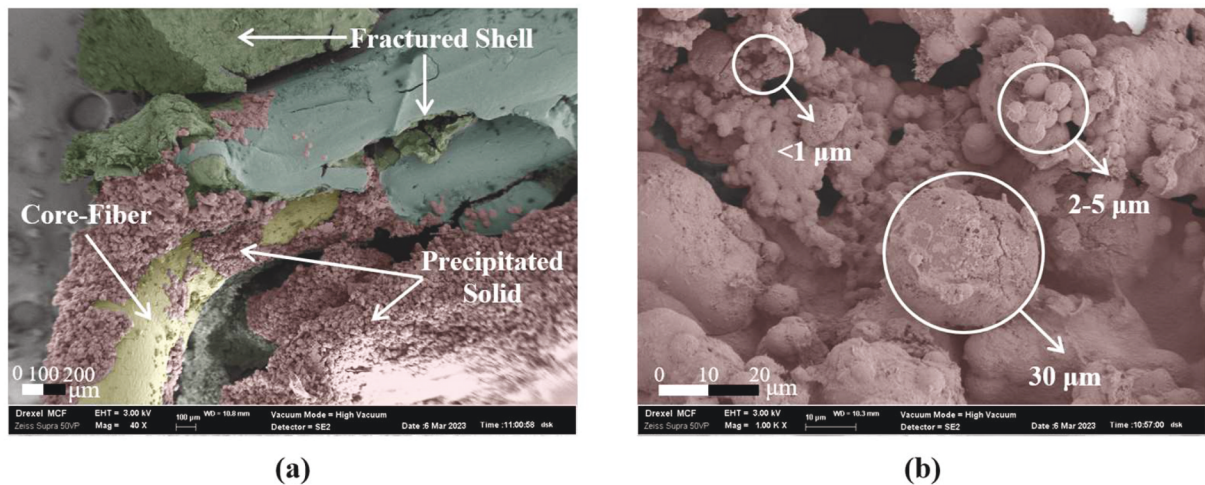 Fractured Shell
Core-Fiber
Precipitated
Solid
0 100 200
µm
Drexel MCF
Zeiss Supra 50VP
EHT = 3.00 kV
Mag = 40 X
100 µm
WD = 10.8 mm
Vacuum Mode = High Vacuum
Detector = SE2
Date :6 Mar 2023
Time :11:00:58
dsk
(a)
<1 µm
2-5 µm
30 µm
0 10 20
µm
Drexel MCF
Zeiss Supra 50VP
EHT = 3.00 kV
Mag = 1.00 K X
10 µm
WD = 10.3 mm
Vacuum Mode = High Vacuum
Detector = SE2
Date :6 Mar 2023
Time :10:57:00
dsk
(b)